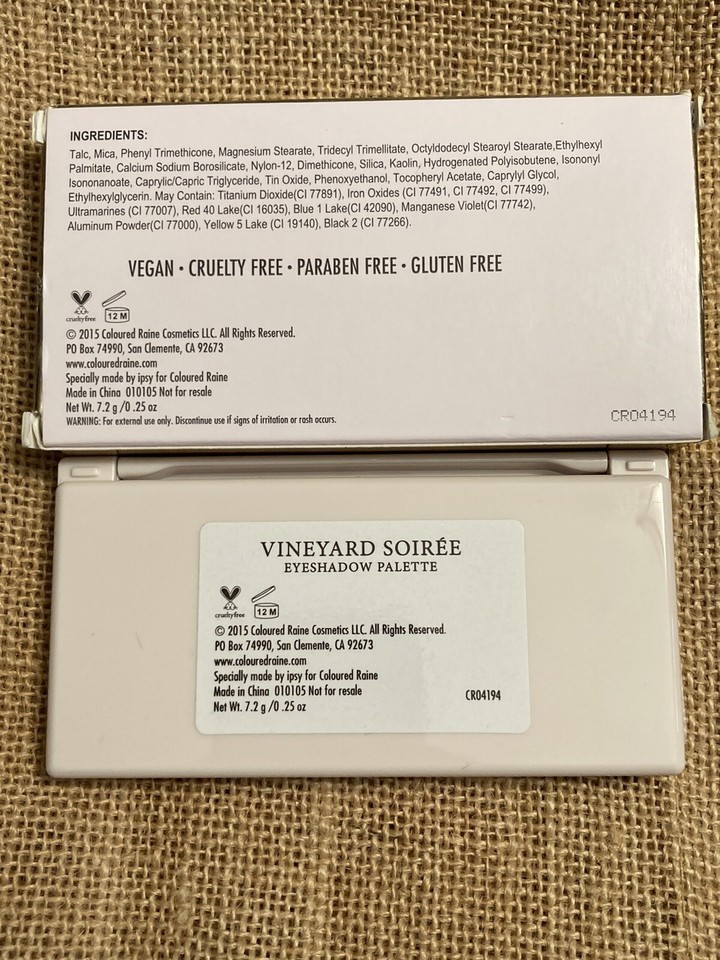 INGREDIENTS:
Talc, Mica, Phenyl Trimethicone, Magnesium Stearate, Tridecyl Trimellitate, Octyldodecyl Stearoyl Stearate,Ethylhexyl
Palmitate, Calcium Sodium Borosilicate, Nylon-12, Dimethicone, Silica, Kaolin, Hydrogenated Polyisobutene, Isononyl
Isononanoate, Caprylic/Capric Triglyceride, Tin Oxide, Phenoxyethanol, Tocopheryl Acetate, Caprylyl Glycol,
Ethylhexylglycerin. May Contain: Titanium Dioxide(CI 77891), Iron Oxides (CI 77491, CI 77492, CI 77499),
Ultramarines (CI 77007), Red 40 Lake(CI 16035), Blue 1 Lake(CI 42090), Manganese Violet(CI 77742),
Aluminum Powder(CI 77000), Yellow 5 Lake (CI 19140), Black 2 (CI 77266).
VEGAN • CRUELTY FREE • PARABEN FREE • GLUTEN FREE
crueltyfree 12 M
© 2015 Coloured Raine Cosmetics LLC. All Rights Reserved.
PO Box 74990, San Clemente, CA 92673
www.colouredraine.com
Specially made by ipsy for Coloured Raine
Made in China 010105 Not for resale
Net Wt. 7.2 g /0 .25 oz
WARNING: For external use only. Discontinue use if signs of irritation or rash occurs.
CR04194
VINEYARD SOIRÉE
EYESHADOW PALETTE
crueltyfree 12 M
© 2015 Coloured Raine Cosmetics LLC. All Rights Reserved.
PO Box 74990, San Clemente, CA 92673
www.colouredraine.com
Specially made by ipsy for Coloured Raine
Made in China 010105 Not for resale
Net Wt. 7.2 g /0 .25 oz
CR04194